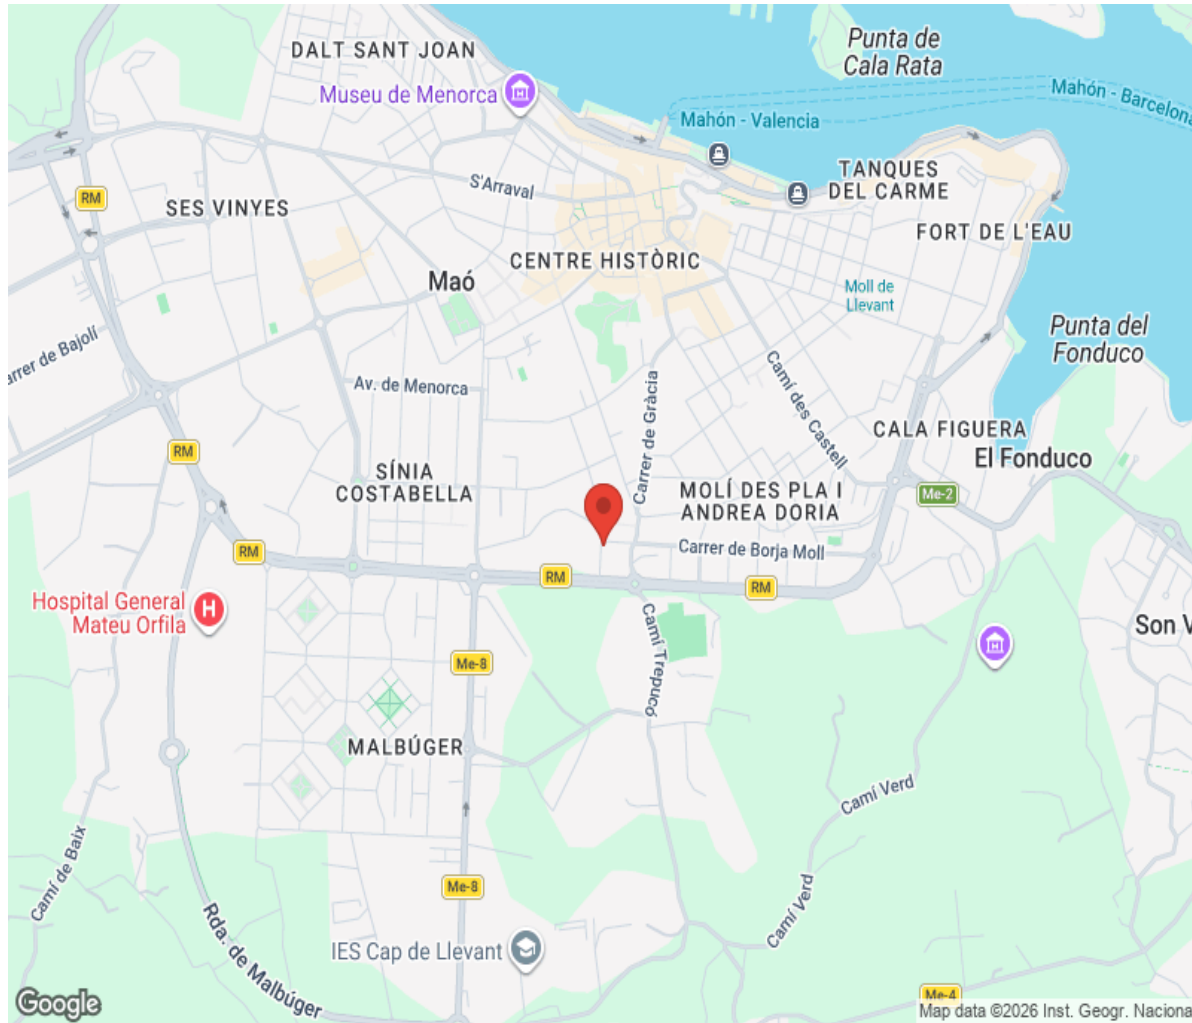 DALT SANT JOAN
Punta de
Cala Rata
Museu de Menorca
Mahón - Barcelona
Mahón - Valencia
TANQUES
DEL CARME
S'Arraval
RM
SES VINYES
FORT DE L'EAU
CENTRE HISTÒRIC
Maó
Moll de
Llevant
Punta del
Fonduco
arrer de Bajolí
Av. de Menorca
Camí des Castell
Carrer de Gràcia
CALA FIGUERA
El Fonduco
RM
SÍNIA
COSTABELLA
MOLÍ DES PLA I
ANDREA DORIA
Me-2
Carrer de Borja Moll
RM
RM
RM
Hospital General
Mateu Orfila
H
Camí Trepucó
Son V
Me-8
MALBÚGER
Camí Verd
Camí de Baix
Me-8
Camí Verd
Rda. de Malbúger
IES Cap de Llevant
Me-4
Google
Map data ©2026 Inst. Geogr. Naciona